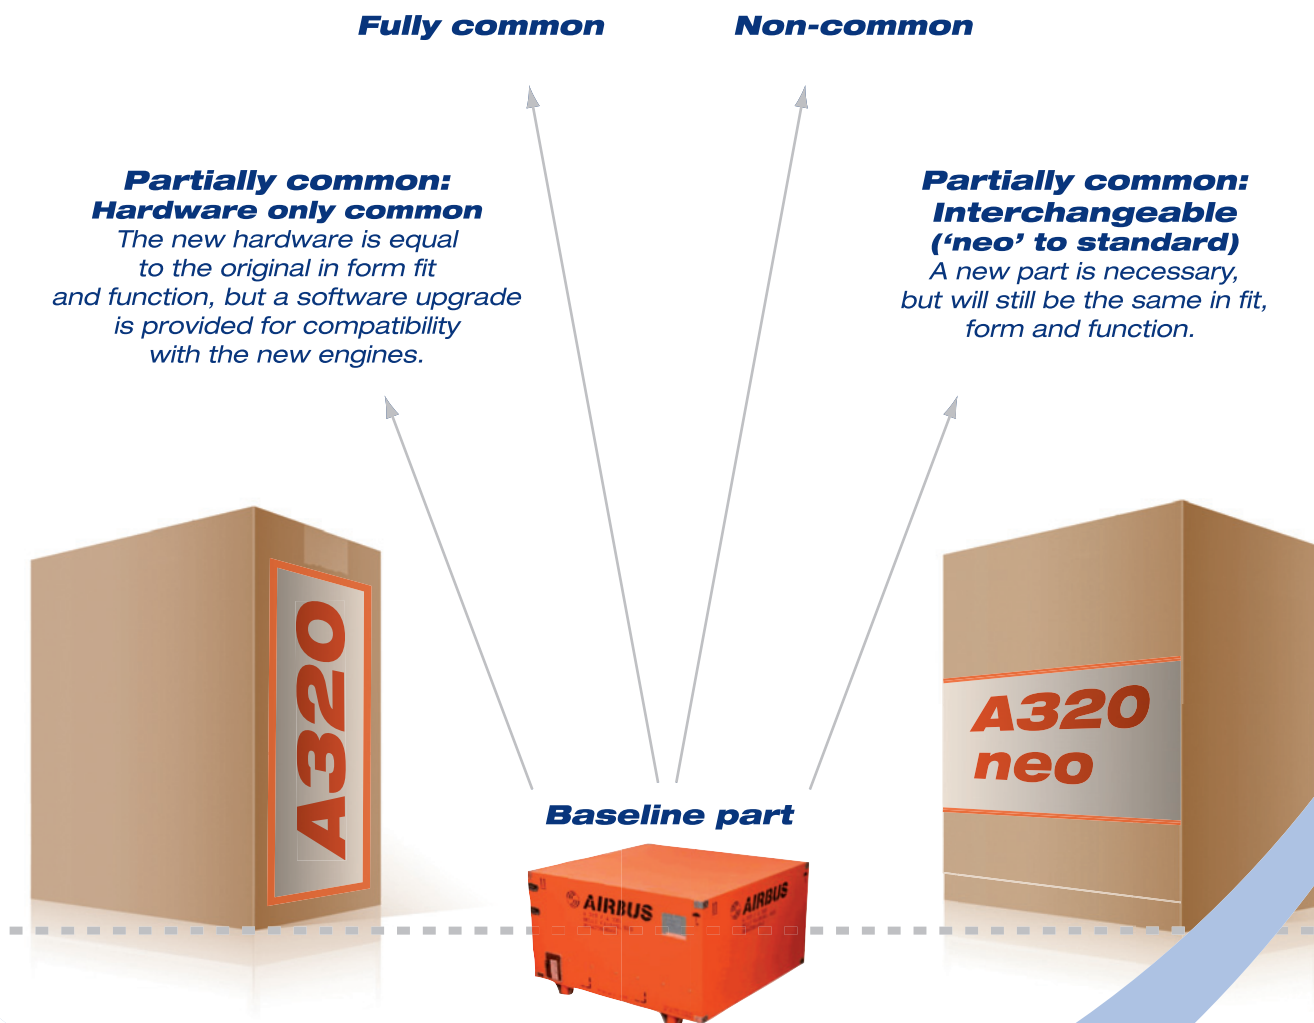 Fully common
Non-common
Partially common:
Hardware only common
The new hardware is equal
to the original in form fit
and function, but a software upgrade
is provided for compatibility
with the new engines.
Partially common:
Interchangeable
(‘neo’ to standard)
A new part is necessary,
but will still be the same in fit,
form and function.
A320
A320
neo
Baseline part
AIRBUS
AIRBUS